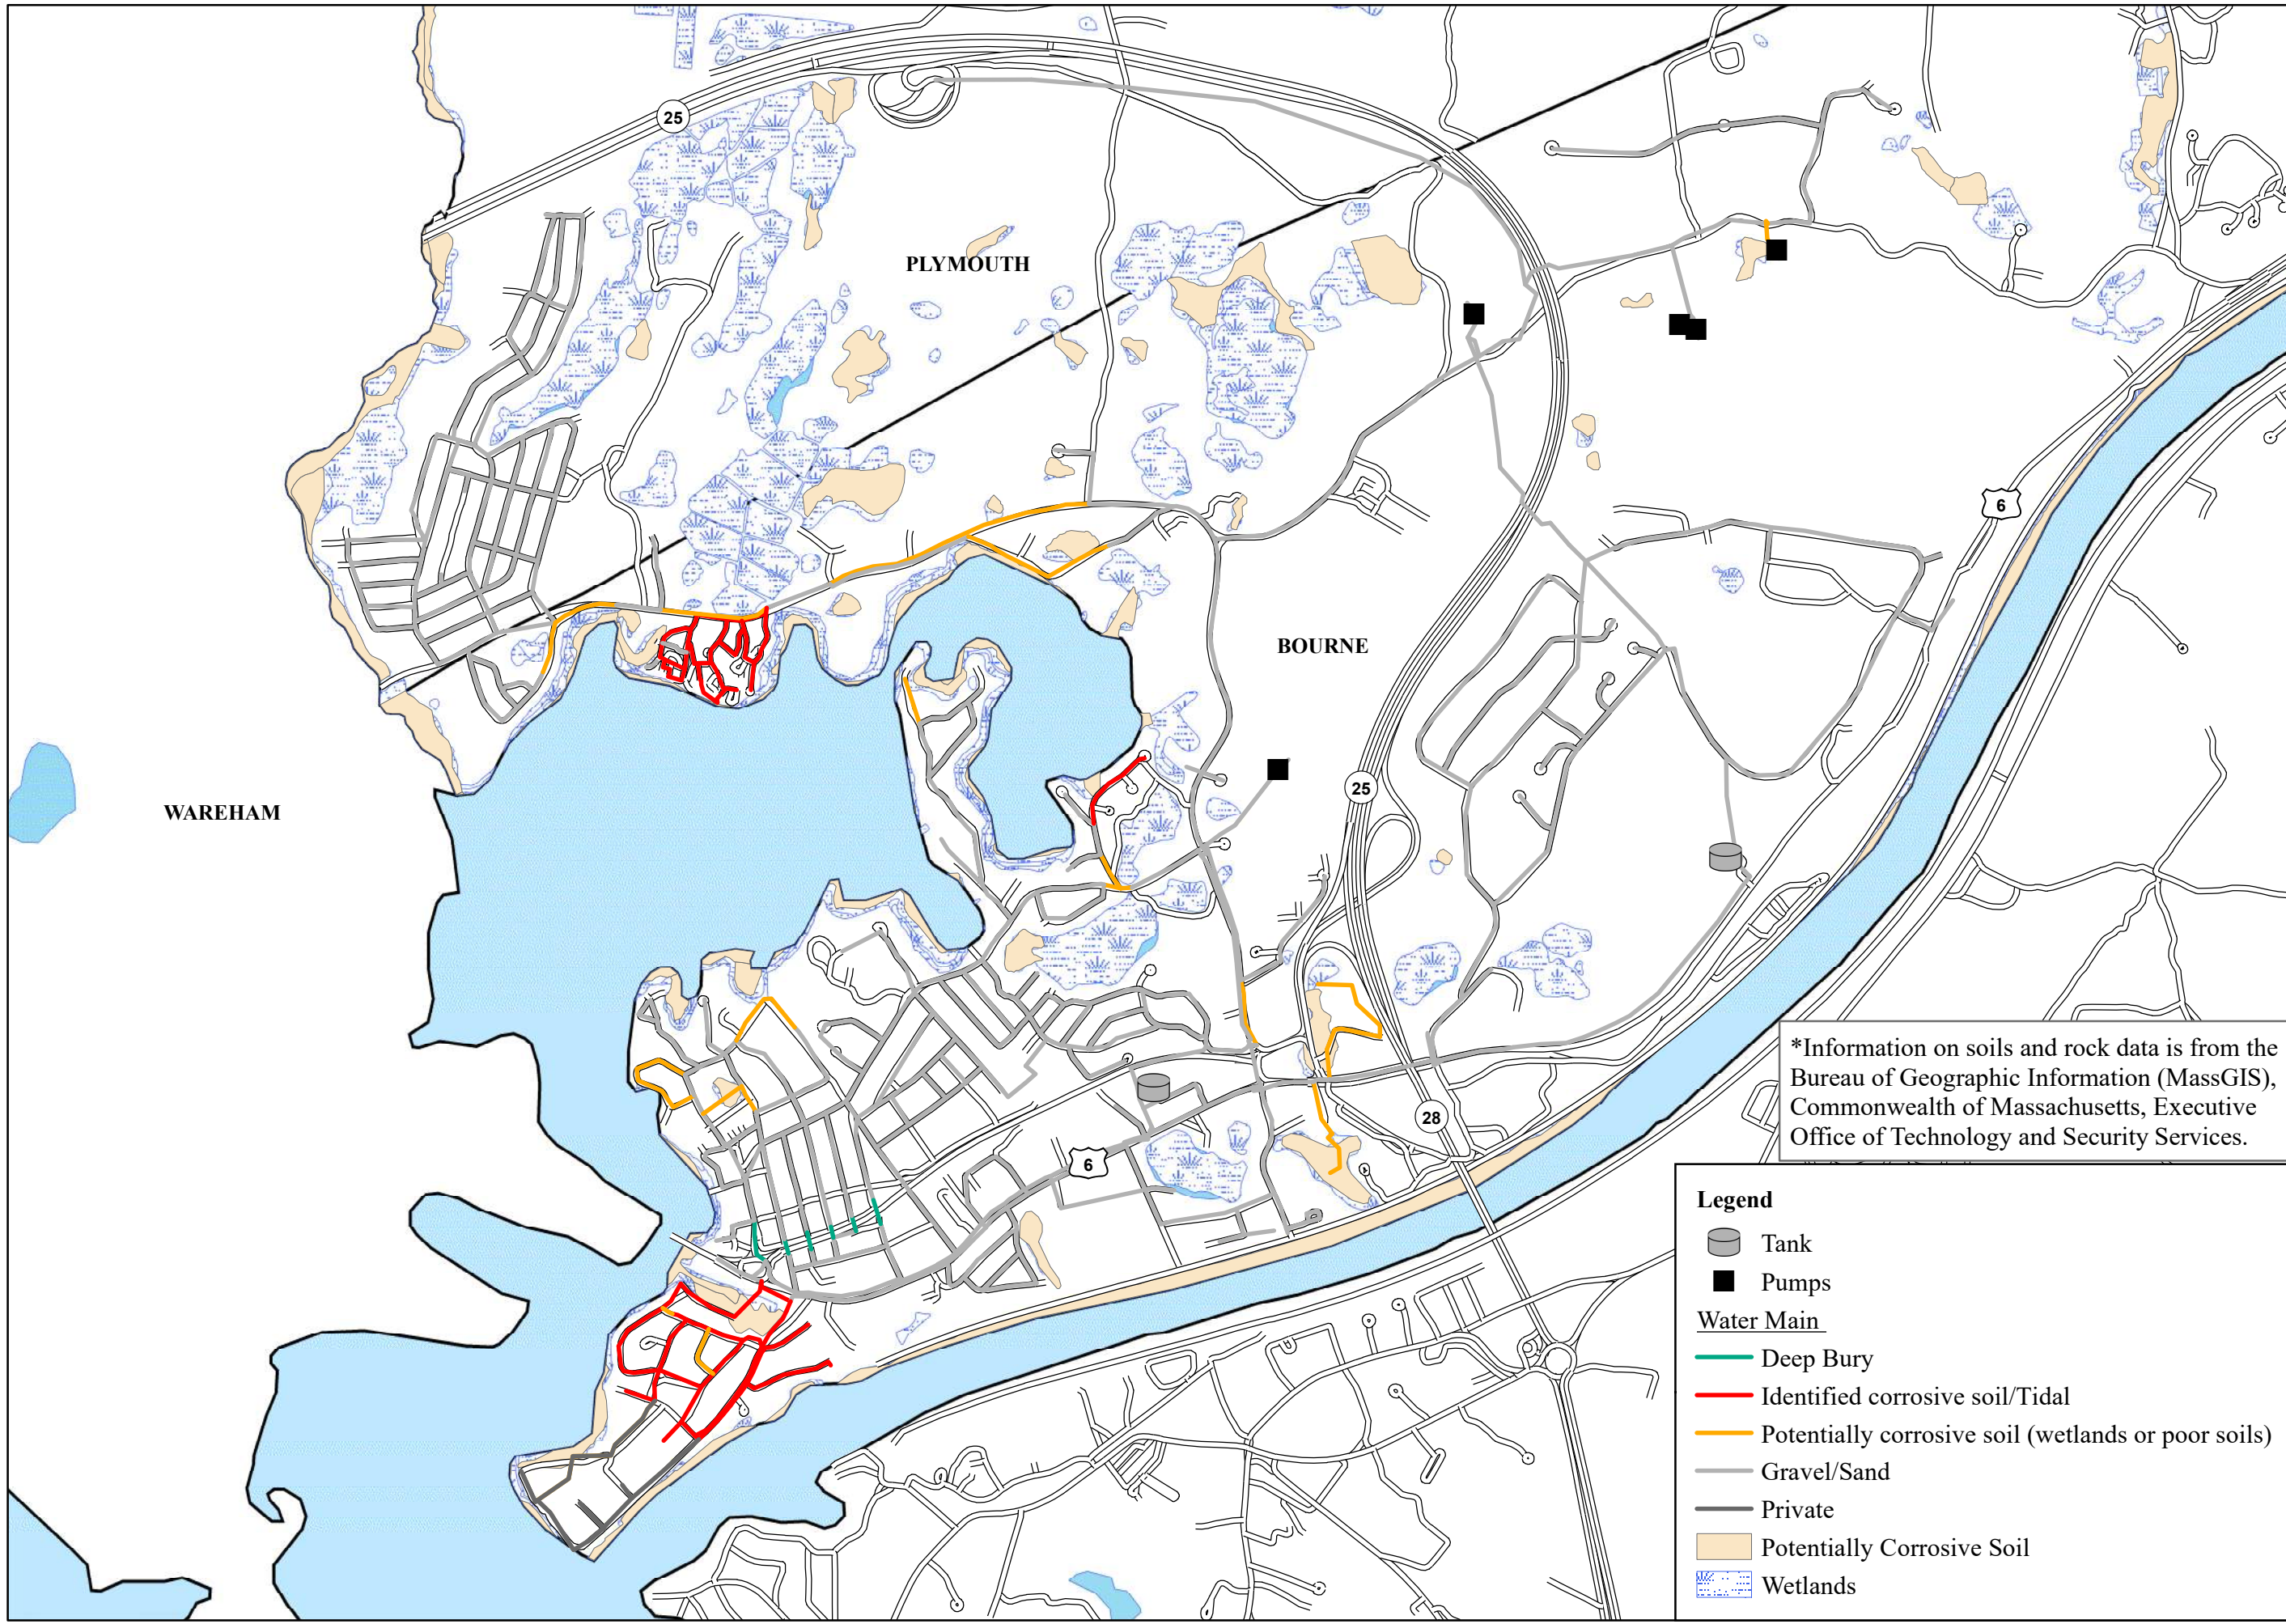 25
PLYMOUTH
6
BOURNE
WAREHAM
25
*Information on soils and rock data is from the
Bureau of Geographic Information (MassGIS),
Commonwealth of Massachusetts, Executive
Office of Technology and Security Services.
28
6
Legend
Tank
Pumps
Water Main
Deep Bury
Identified corrosive soil/Tidal
Potentially corrosive soil (wetlands or poor soils)
Gravel/Sand
Private
Potentially Corrosive Soil
Wetlands